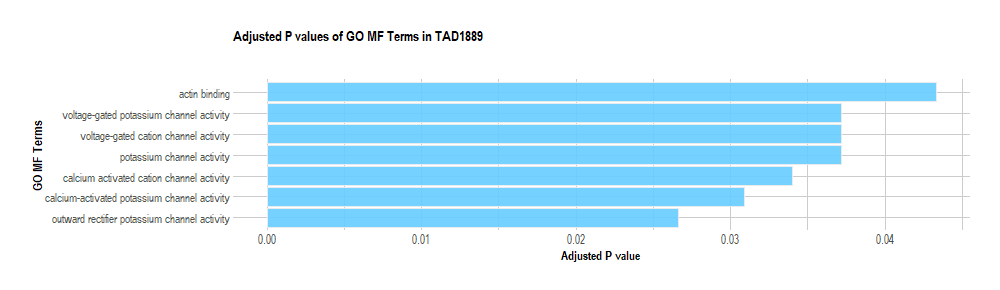 Adjusted P values of GO MF Terms in TAD1889
GO MF Terms
actin binding
voltage-gated potassium channel activity
voltage-gated cation channel activity
potassium channel activity
calcium activated cation channel activity
calcium-activated potassium channel activity
outward rectifier potassium channel activity
0.00 0.01 0.02 0.03 0.04
Adjusted P value